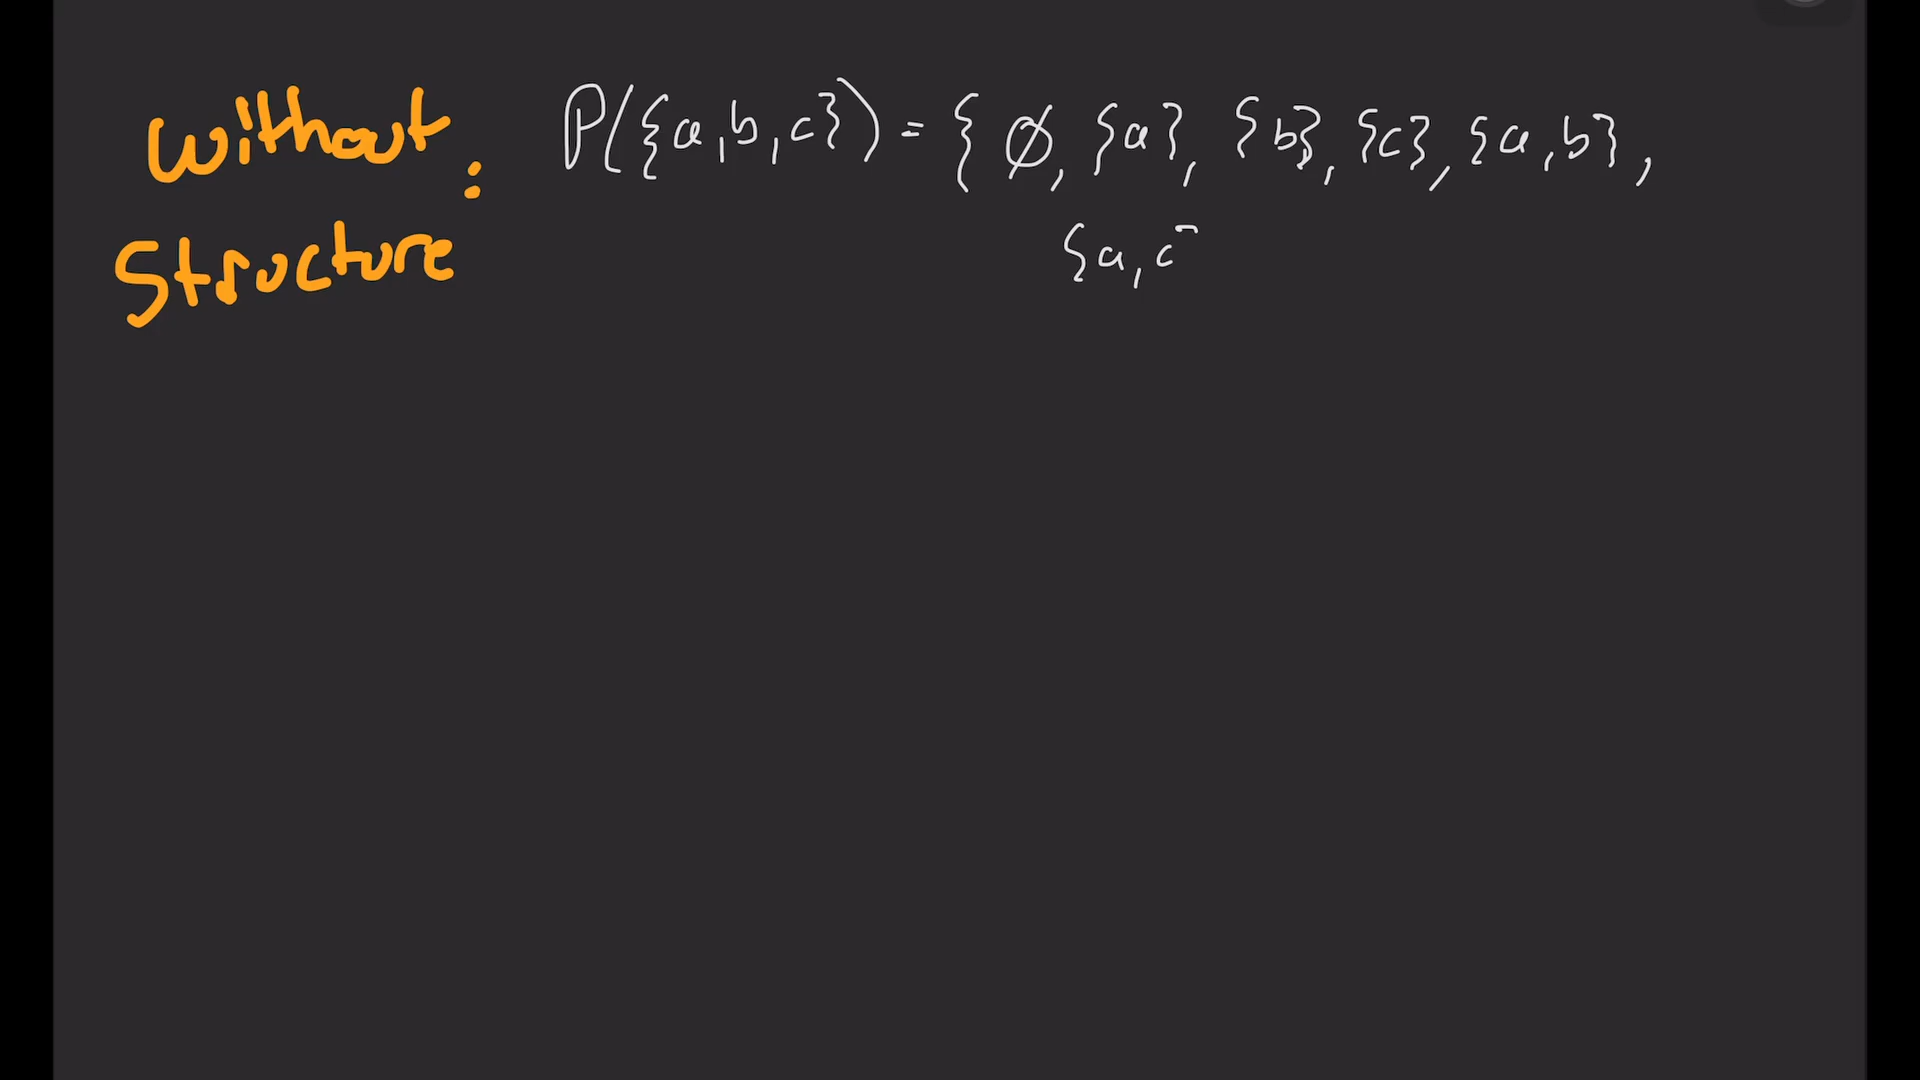 Without :
Structure
P({a,b,c}) = { ∅, {a}, {b}, {c}, {a,b},
{a,c